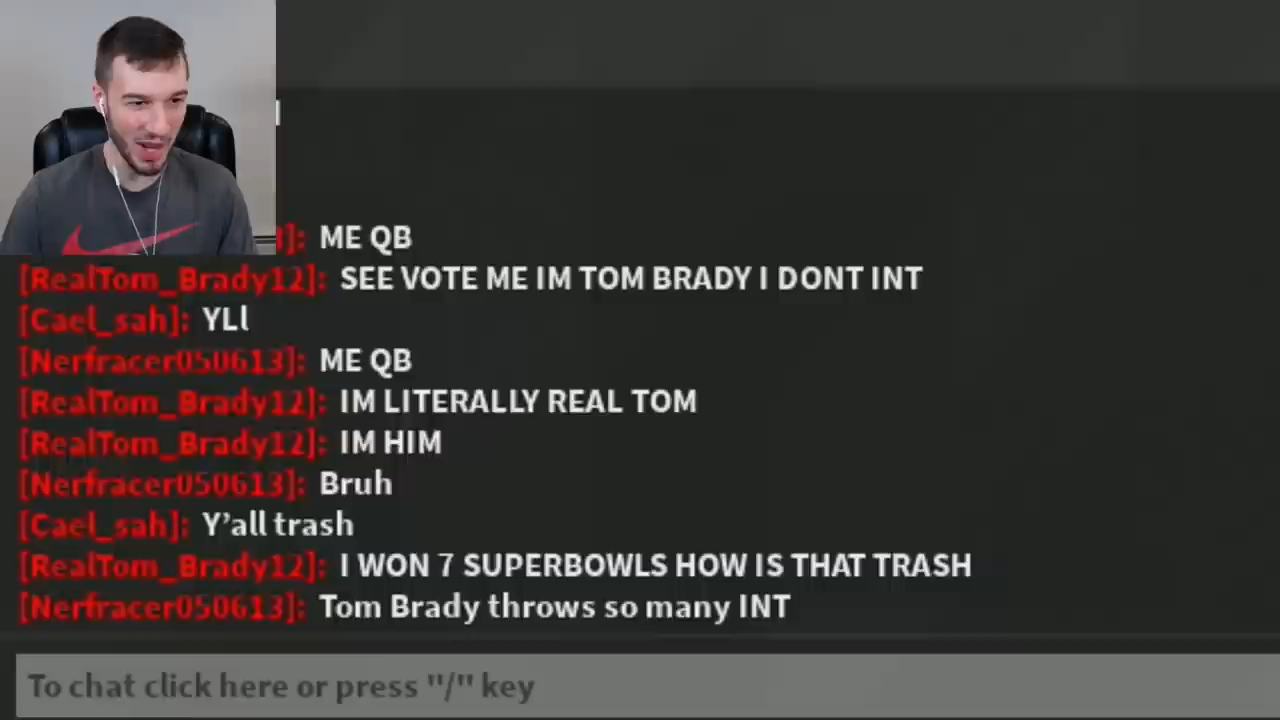 ]: ME QB
[RealTom_Brady12]: SEE VOTE ME IM TOM BRADY I DONT INT
[Cael_sah]: YLl
[Nerfracer050613]: ME QB
[RealTom_Brady12]: IM LITERALLY REAL TOM
[RealTom_Brady12]: IM HIM
[Nerfracer050613]: Bruh
[Cael_sah]: Y’all trash
[RealTom_Brady12]: I WON 7 SUPERBOWLS HOW IS THAT TRASH
[Nerfracer050613]: Tom Brady throws so many INT
To chat click here or press "/" key